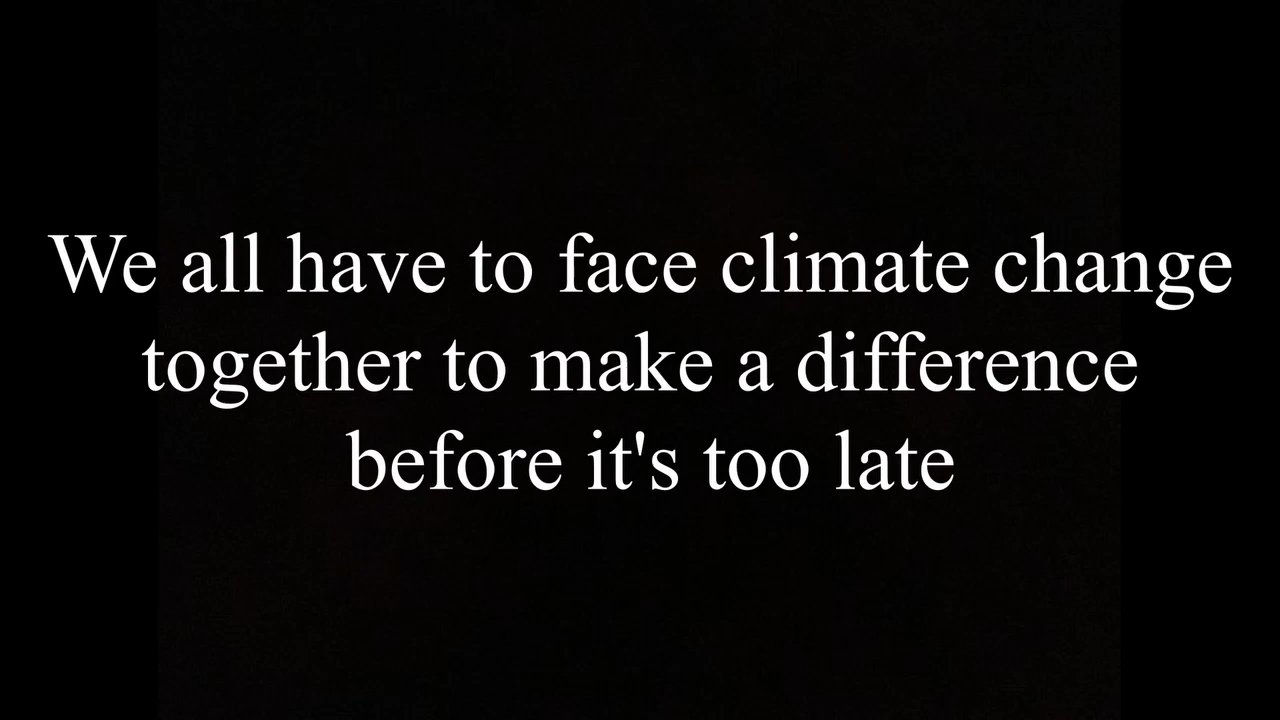 We all have to face climate change
together to make a difference
before it's too late